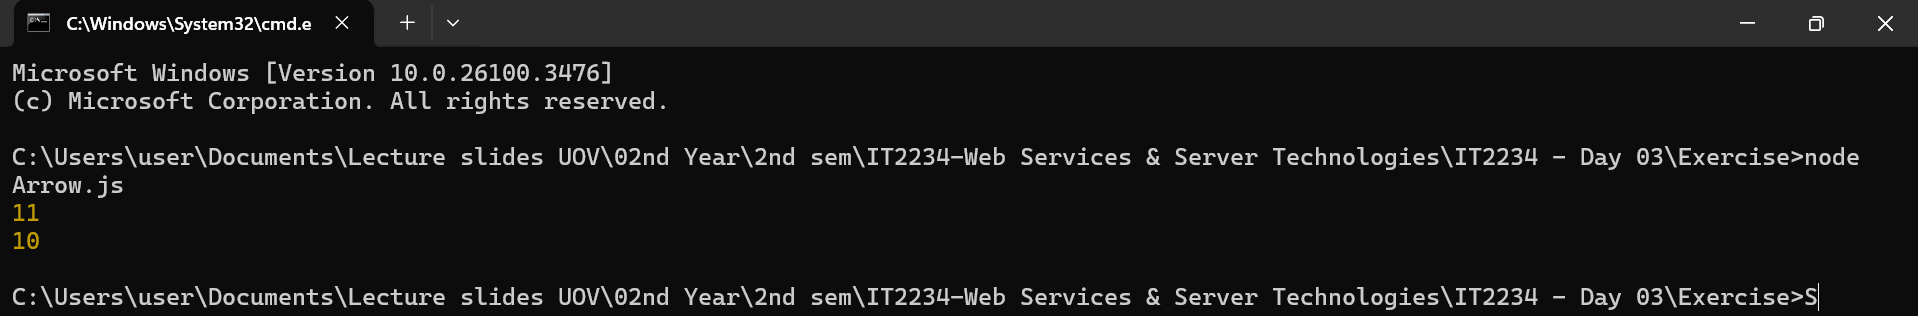 C:\Windows\System32\cmd.e
Microsoft Windows [Version 10.0.26100.3476]
(c) Microsoft Corporation. All rights reserved.
C:\Users\user\Documents\Lecture slides UOV\02nd Year\2nd sem\IT2234-Web Services & Server Technologies\IT2234 - Day 03\Exercise>node
Arrow.js
11
10
C:\Users\user\Documents\Lecture slides UOV\02nd Year\2nd sem\IT2234-Web Services & Server Technologies\IT2234 - Day 03\Exercise>S